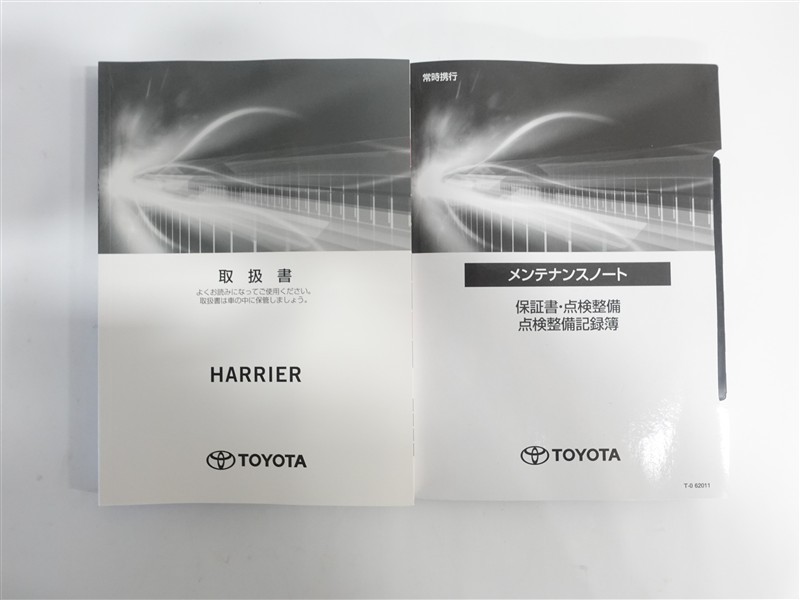 取扱書
よくお読みになってご使用ください。
取扱書は車の中に保管しましょう。
HARRIER
TOYOTA
常時携行
メンテナンスノート
保証書・点検整備
点検整備記録簿
TOYOTA
T-0 62011